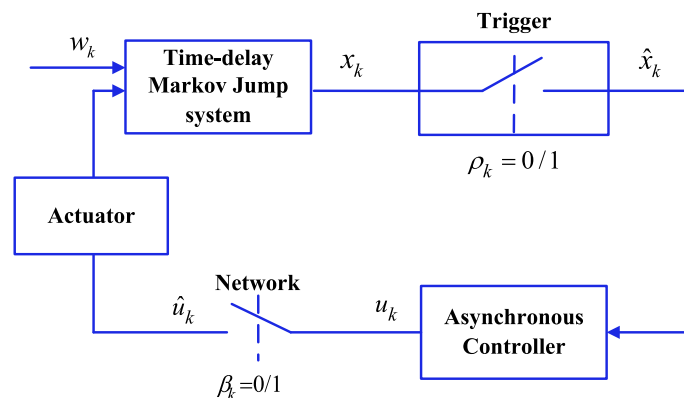 Trigger
w_k
Time-delay
Markov Jump
system
x_k
x̂_k
ρ_k = 0/1
Actuator
Network
û_k
u_k
Asynchronous
Controller
β_k=0/1